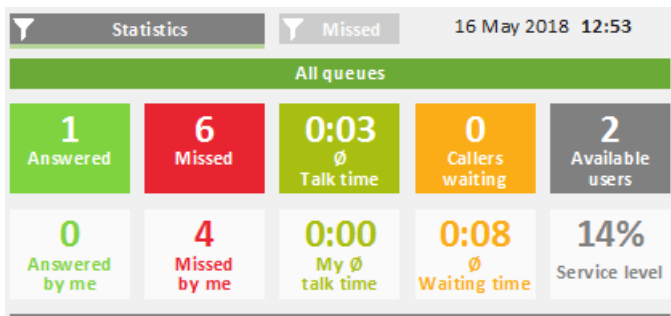 Statistics
Missed
16 May 2018 12:53
All queues
1
Answered
6
Missed
0:03
Ø
Talk time
0
Callers
waiting
2
Available
users
0
Answered
by me
4
Missed
by me
0:00
My Ø
talk time
0:08
Ø
Waiting time
14%
Service level